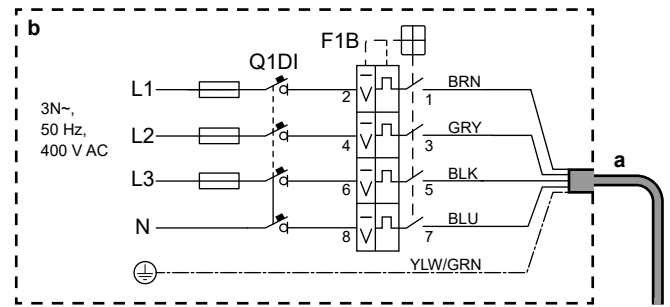 b
F1B
Q1DI
L1 2 1 BRN
3N~,
50 Hz,
400 V AC
L2 4 3 GRY
L3 6 5 BLK
a
N 8 7 BLU
YLW/GRN